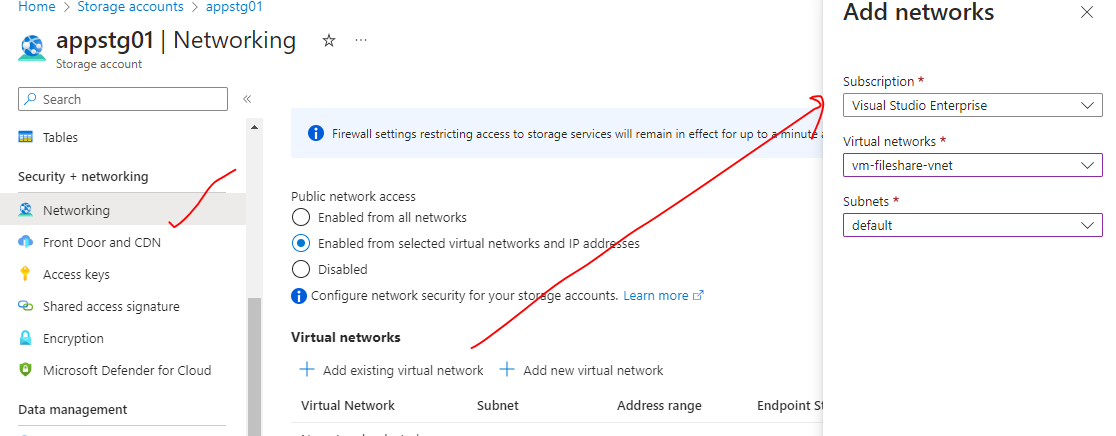 Home > Storage accounts > appstg01
appstg01 | Networking
Storage account
Search
Tables
Security + networking
Networking
Front Door and CDN
Access keys
Shared access signature
Encryption
Microsoft Defender for Cloud
Data management
Firewall settings restricting access to storage services will remain in effect for up to a minute a
Public network access
Enabled from all networks
Enabled from selected virtual networks and IP addresses
Disabled
Configure network security for your storage accounts. Learn more
Virtual networks
Add existing virtual network
Add new virtual network
Virtual Network Subnet Address range Endpoint St
Add networks
Subscription *
Visual Studio Enterprise
Virtual networks *
vm-fileshare-vnet
Subnets *
default